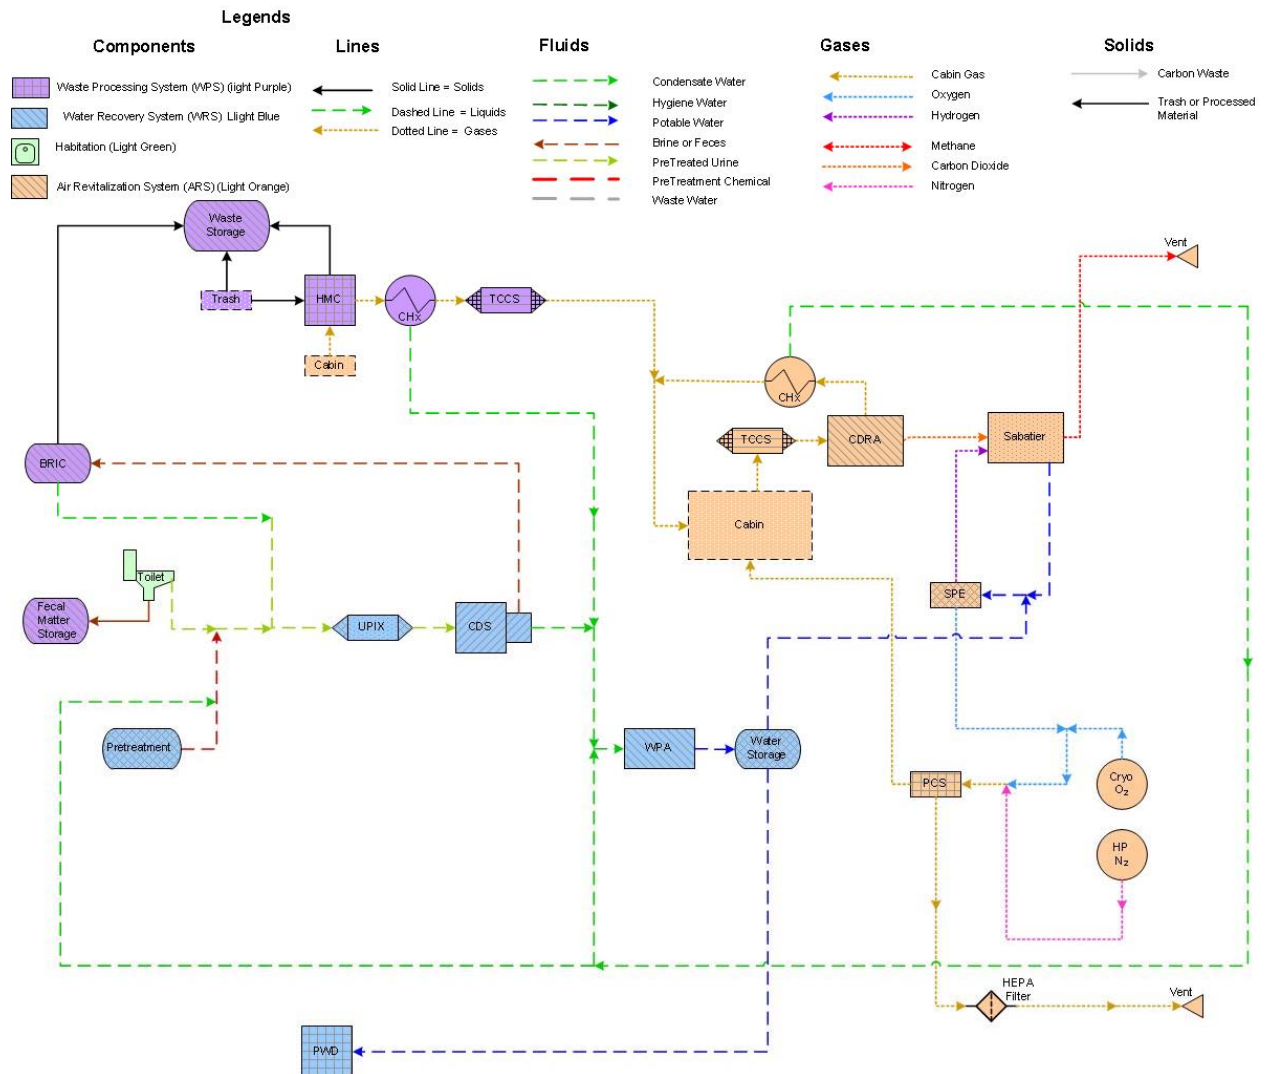 Legends
Components
Lines
Fluids
Gases
Solids
Waste Processing System (WPS) (light Purple)
Water Recovery System (WRS) Llight Blue
Habitation (Light Green)
Air Revitalization System (ARS) (Light Orange)
Solid Line = Solids
Dashed Line = Liquids
Dotted Line = Gases
Condensate Water
Hygiene Water
Potable Water
Brine or Feces
PreTreated Urine
PreTreatment Chemical
Waste Water
Cabin Gas
Oxygen
Hydrogen
Methane
Carbon Dioxide
Nitrogen
Carbon Waste
Trash or Processed
Material
Waste
Storage
Trash
HMC
CHx
TCCS
Cabin
Vent
CHx
TCCS
CDRA
Sabatier
BRIC
Cabin
Toilet
Fecal
Matter
Storage
UPIX
CDS
SPE
Pretreatment
WPA
Water
Storage
PCS
Cryo
O2
HP
N2
HEPA
Filter
Vent
PWD